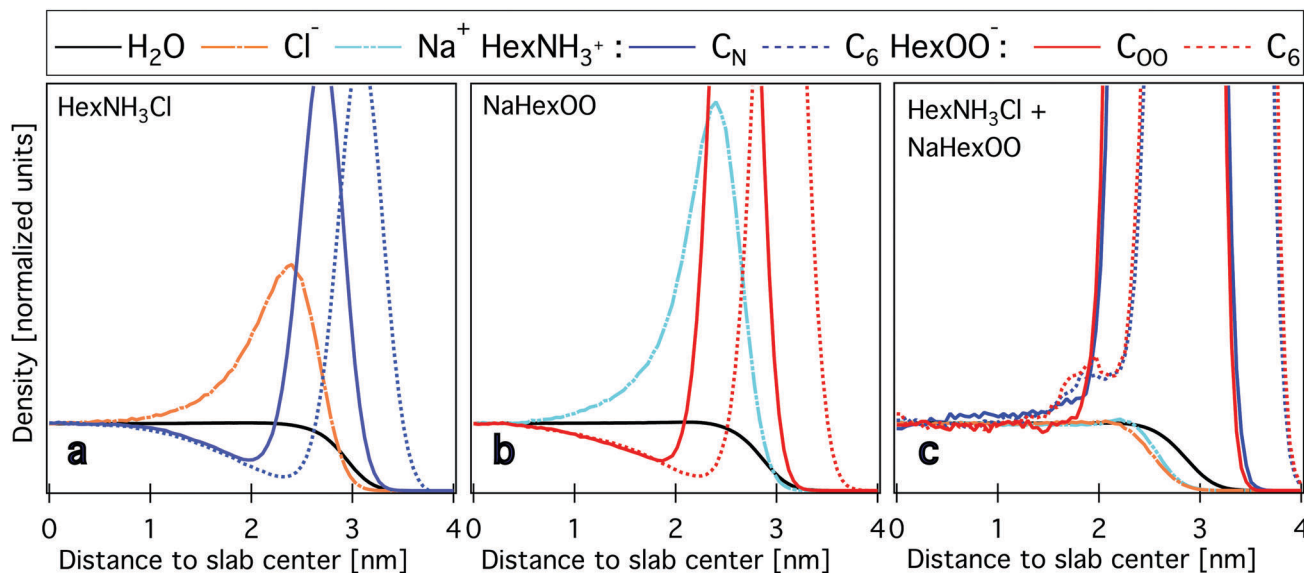 H₂O Cl⁻ Na⁺ HexNH₃⁺ : C_N C₆ HexOO⁻: C_OO C₆
HexNH₃Cl
NaHexOO
HexNH₃Cl +
NaHexOO
Density [normalized units]
a
b
c
0 1 2 3 4
0 1 2 3 4
0 1 2 3 4
Distance to slab center [nm]
Distance to slab center [nm]
Distance to slab center [nm]